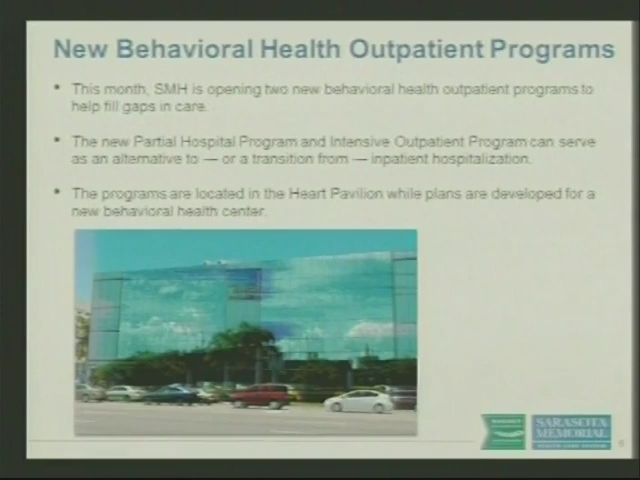 New Behavioral Health Outpatient Programs
• This month, SMH is opening two new behavioral health outpatient programs to
help fill gaps in care.
• The new Partial Hospital Program and Intensive Outpatient Program can serve
as an alternative to — or a transition from — inpatient hospitalization.
• The programs are located in the Heart Pavilion while plans are developed for a
new behavioral health center.
SARASOTA
MEMORIAL